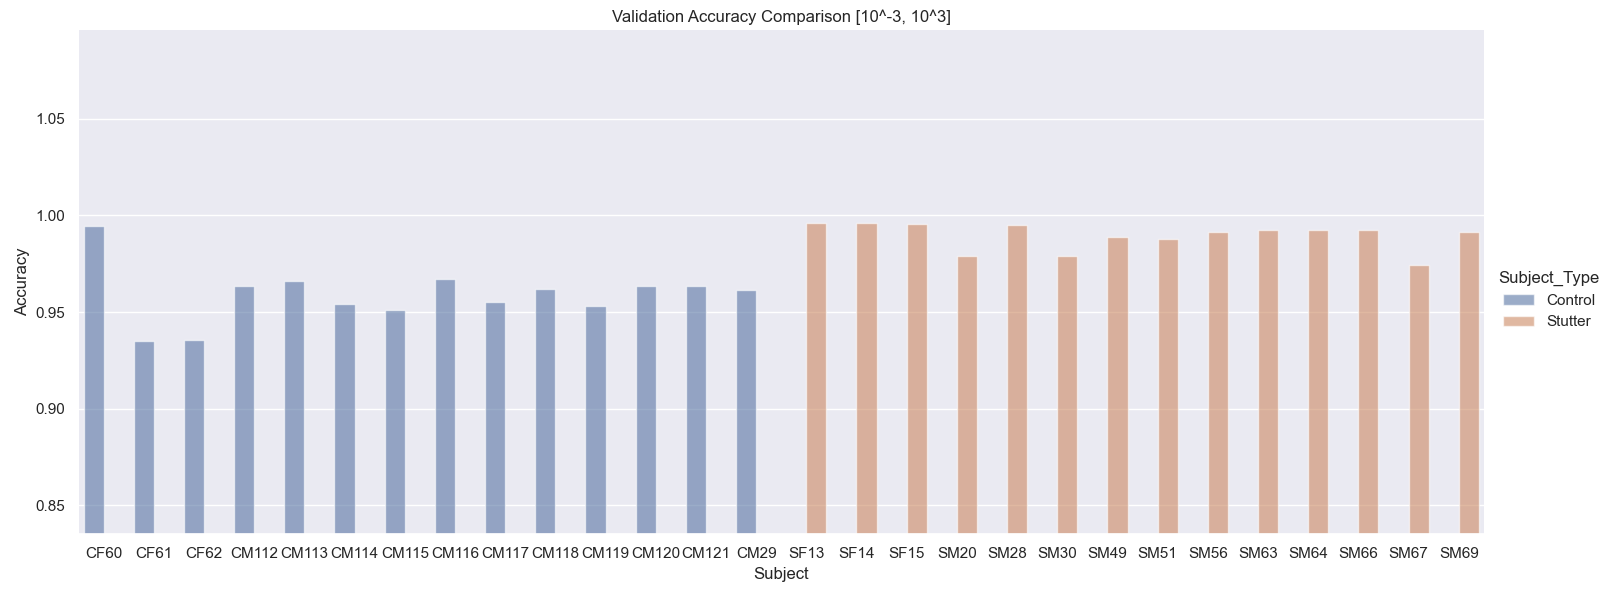 Validation Accuracy Comparison [10^-3, 10^3]
1.05
1.00
0.95
0.90
0.85
Accuracy
CF60 CF61 CF62 CM112 CM113 CM114 CM115 CM116 CM117 CM118 CM119 CM120 CM121 CM29 SF13 SF14 SF15 SM20 SM28 SM30 SM49 SM51 SM56 SM63 SM64 SM66 SM67 SM69
Subject
Subject_Type
Control
Stutter